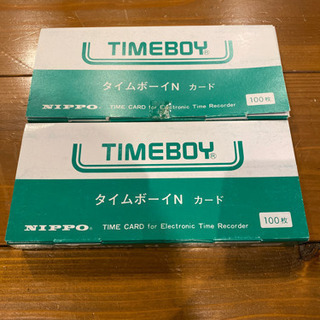 TIMEBOY®
タイムボーイN カード
100枚
NIPPO® TIME CARD for Electronic Time Recorder
TIMEBOY®
タイムボーイN カード
100枚
NIPPO® TIME CARD for Electronic Time Recorder